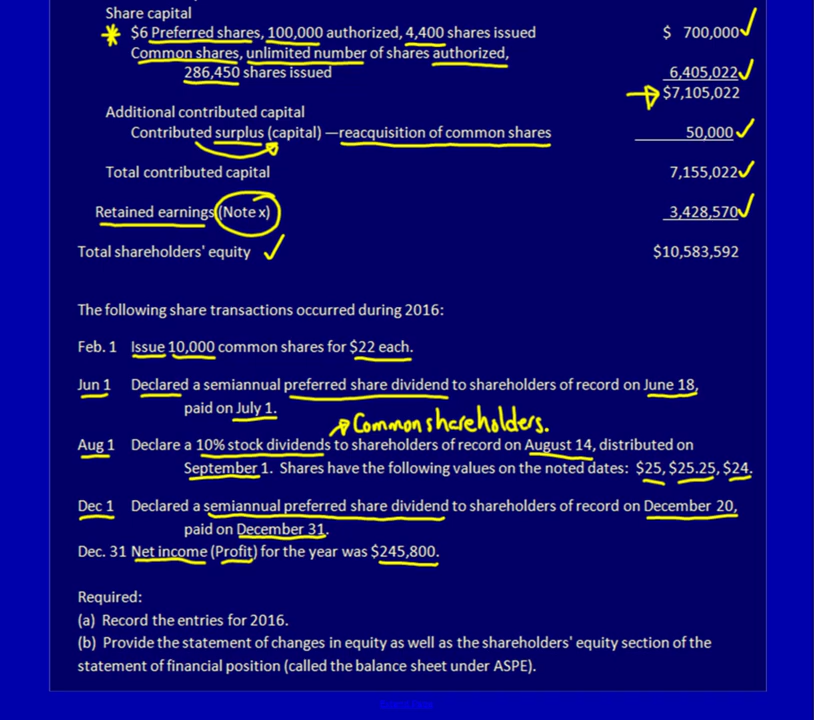 Share capital
* $6 Preferred shares, 100,000 authorized, 4,400 shares issued $ 700,000
Common shares, unlimited number of shares authorized,
286,450 shares issued 6,405,022
$7,105,022
Additional contributed capital
Contributed surplus (capital) —reacquisition of common shares 50,000
Total contributed capital 7,155,022
Retained earnings (Note x) 3,428,570
Total shareholders' equity $10,583,592
The following share transactions occurred during 2016:
Feb. 1 Issue 10,000 common shares for $22 each.
Jun 1 Declared a semiannual preferred share dividend to shareholders of record on June 18,
paid on July 1.
Common shareholders.
Aug 1 Declare a 10% stock dividends to shareholders of record on August 14, distributed on
September 1. Shares have the following values on the noted dates: $25, $25.25, $24.
Dec 1 Declared a semiannual preferred share dividend to shareholders of record on December 20,
paid on December 31.
Dec. 31 Net income (Profit) for the year was $245,800.
Required:
(a) Record the entries for 2016.
(b) Provide the statement of changes in equity as well as the shareholders' equity section of the
statement of financial position (called the balance sheet under ASPE).